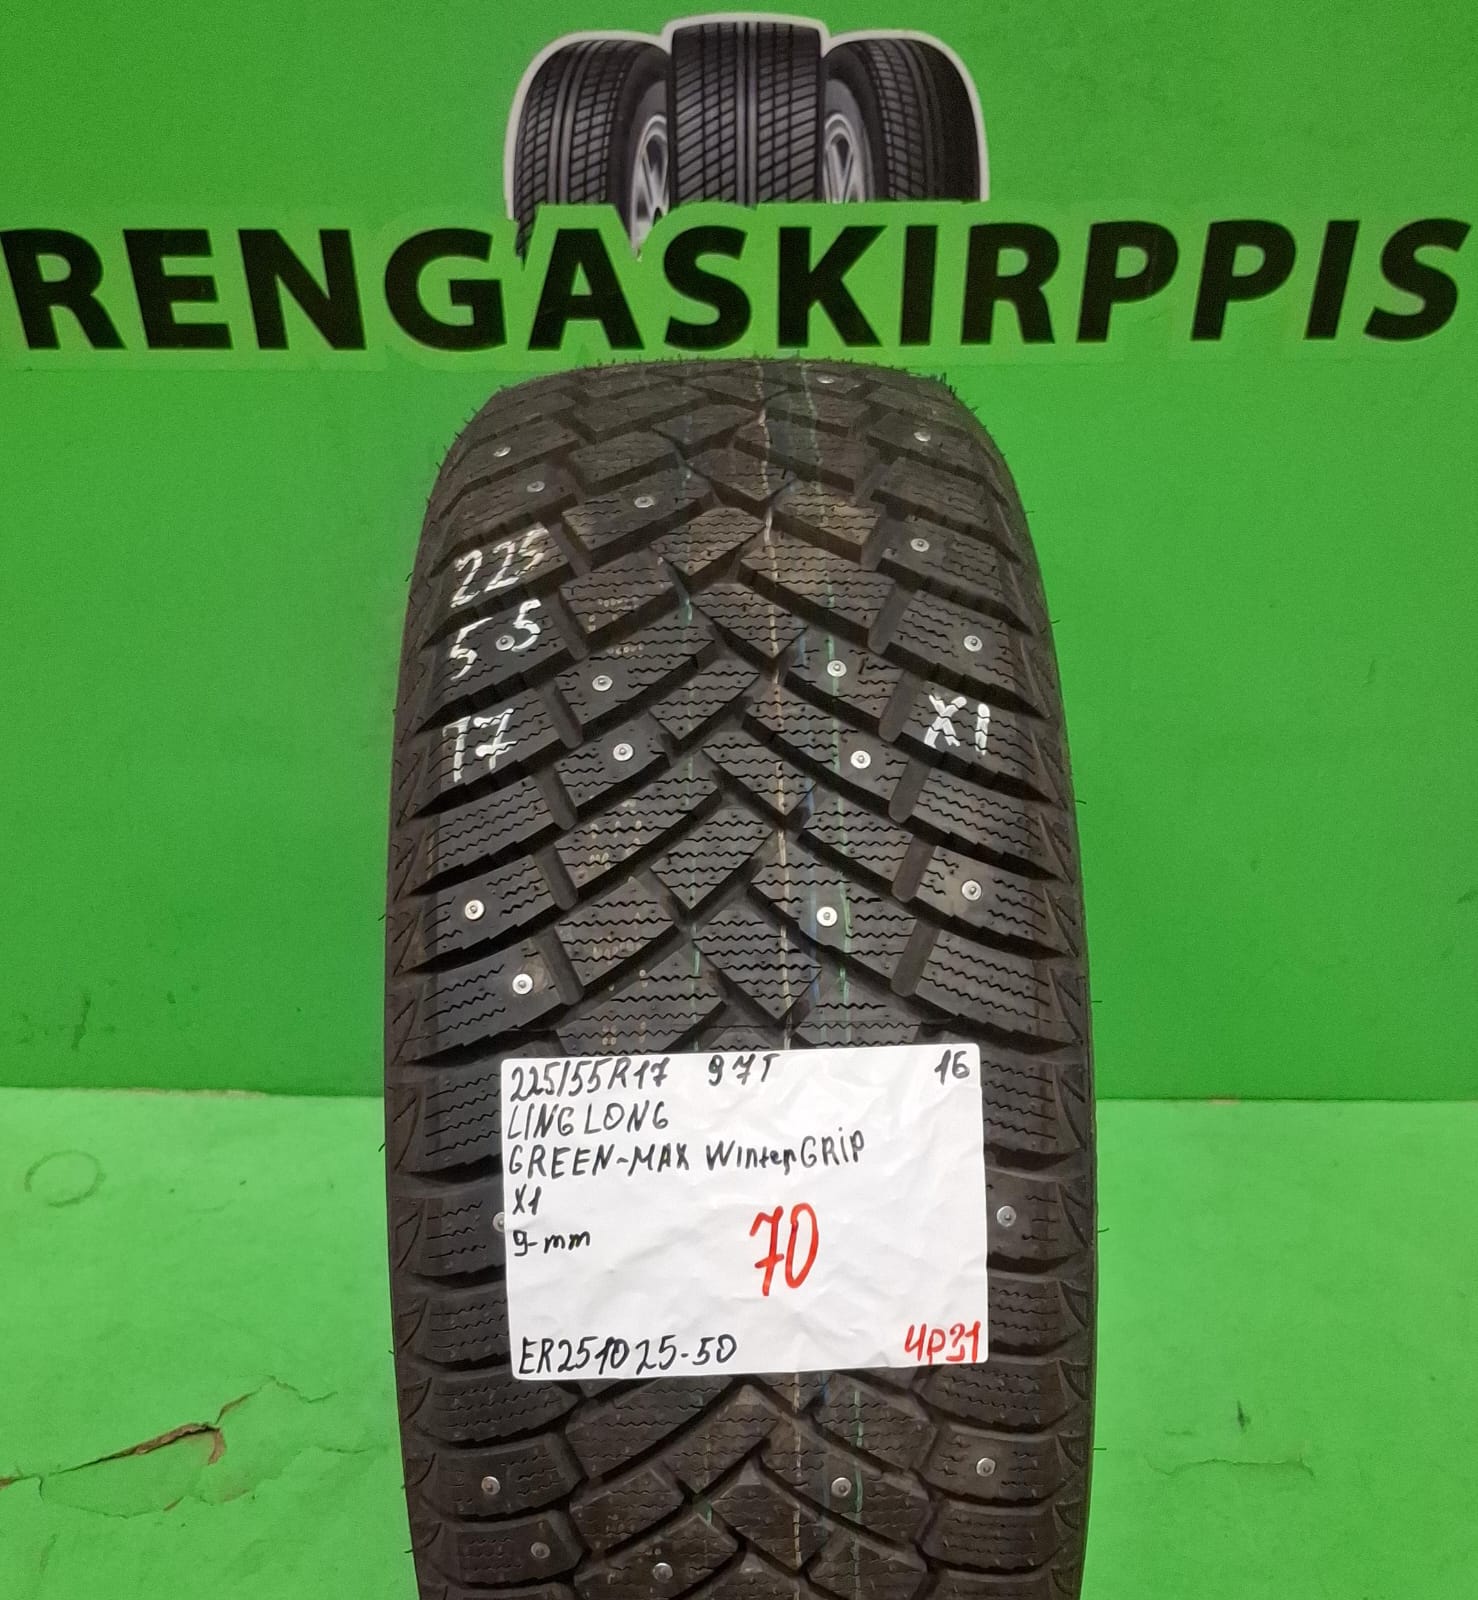 RENGASKIRPPIS
225
55
17
X1
225/55R17 97T 16
LINGLONG
GREEN-MAX WinterGRIP
X1
9-mm
70
ER251025-50
4P31